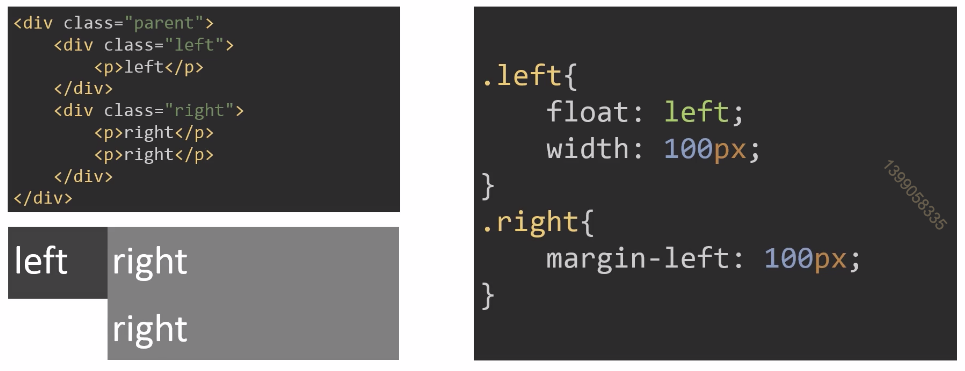 <div class="parent">
    <div class="left">
        <p>left</p>
    </div>
    <div class="right">
        <p>right</p>
        <p>right</p>
    </div>
</div>
left
right
right
.left{
    float: left;
    width: 100px;
}
.right{
    margin-left: 100px;
}
1399058335